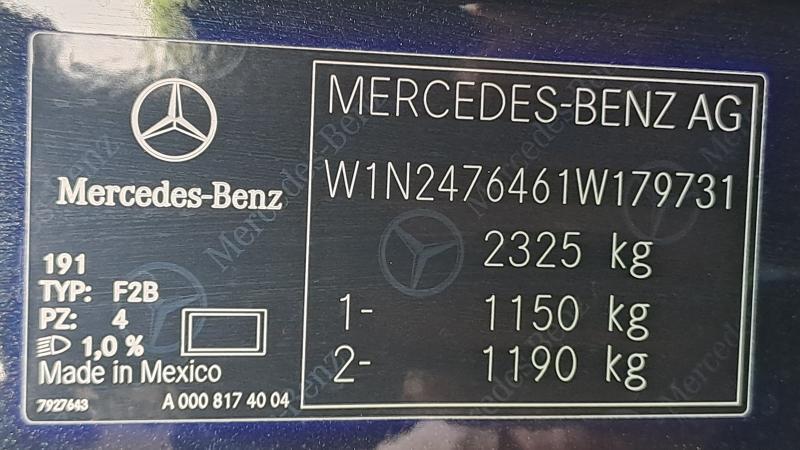 Mercedes-Benz
191
TYP: F2B
PZ: 4
1,0 %
Made in Mexico
7927643
A 000 817 40 04
MERCEDES-BENZ AG
W1N2476461W179731
2325 kg
1- 1150 kg
2- 1190 kg